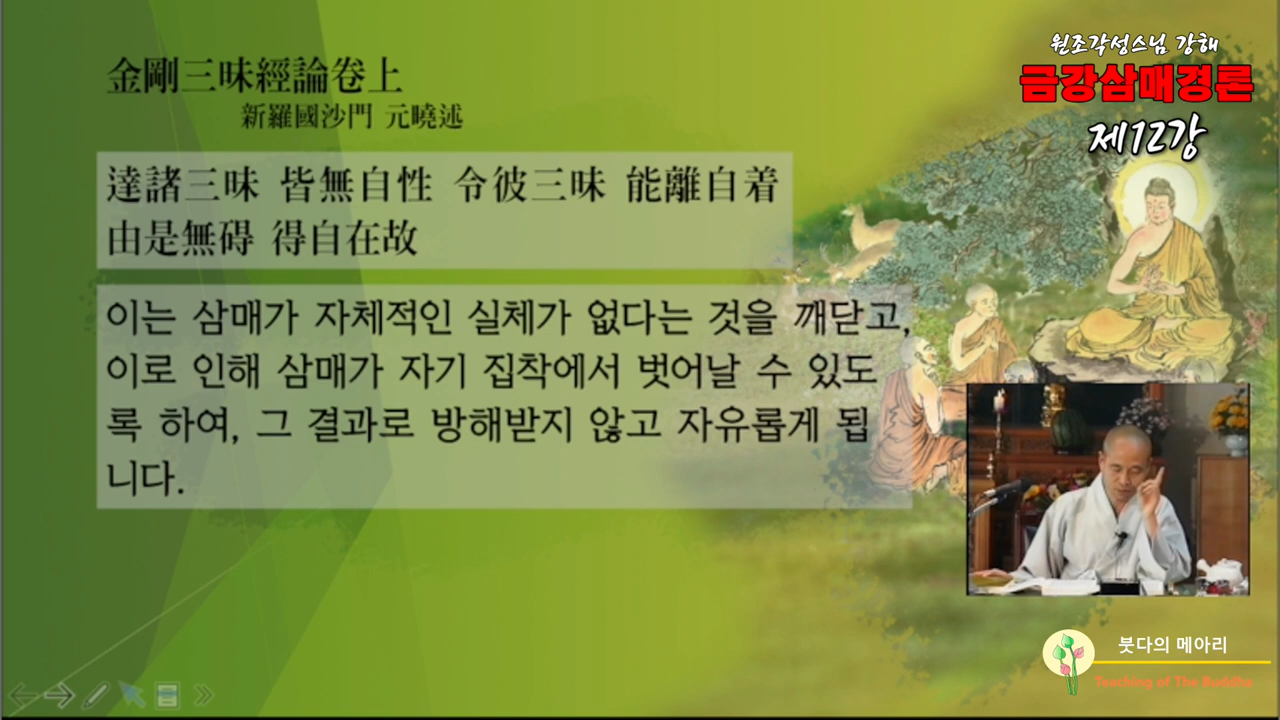 金剛三昧經論卷上
新羅國沙門 元曉述
達諸三昧 皆無自性 令彼三昧 能離自着
由是無碍 得自在故
이는 삼매가 자체적인 실체가 없다는 것을 깨닫고,
이로 인해 삼매가 자기 집착에서 벗어날 수 있도
록 하여, 그 결과로 방해받지 않고 자유롭게 됩
니다.
원조각성스님 강해
금강삼매경론
제12강
붓다의 메아리
Teaching of The Buddha